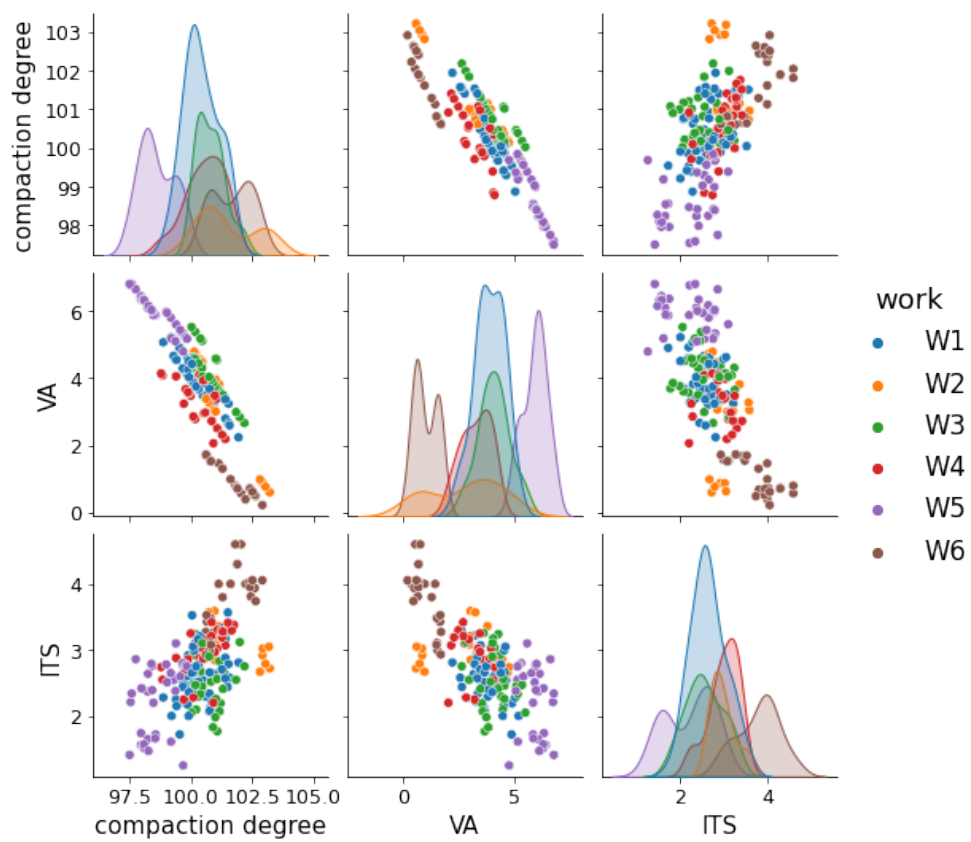 compaction degree
103
102
101
100
99
98
VA
6
4
2
0
ITS
4
3
2
97.5 100.0 102.5 105.0
compaction degree
0 5
VA
2 4
ITS
work
W1
W2
W3
W4
W5
W6